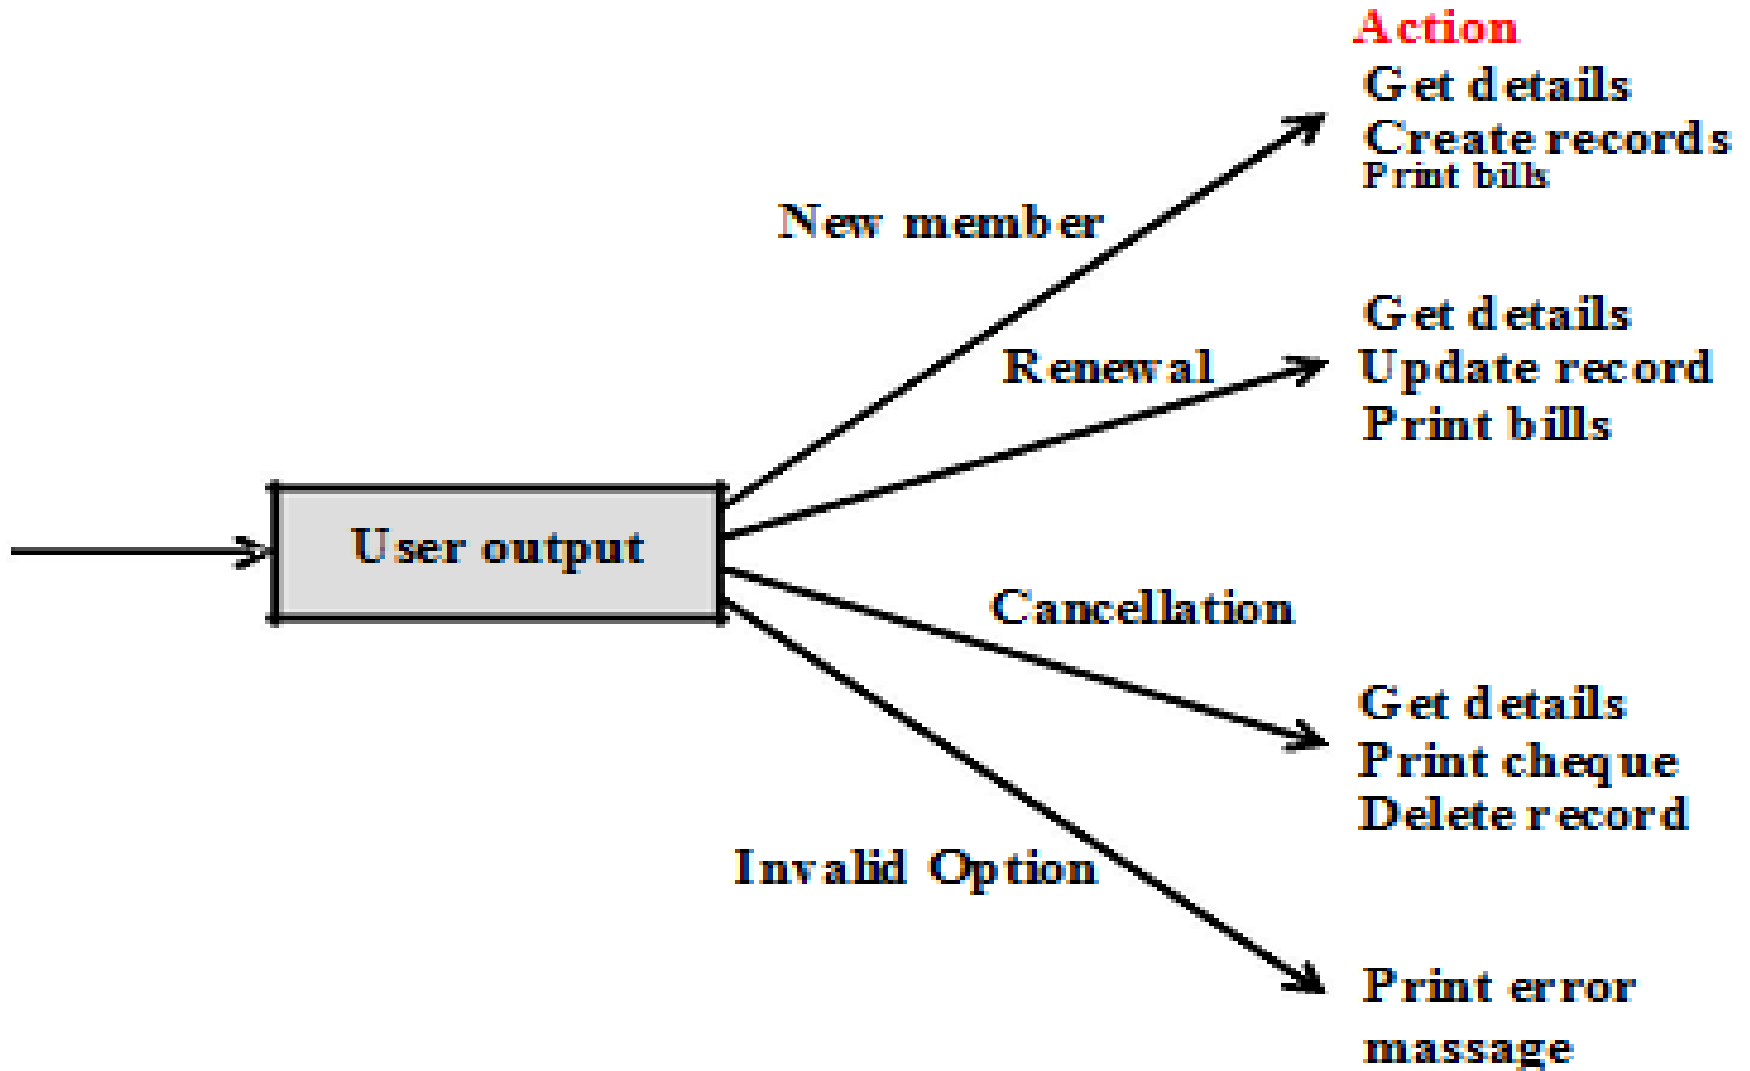 Action
Get details
Create records
Print bills
New member
Get details
Renewal
Update record
Print bills
User output
Cancellation
Get details
Print cheque
Delete record
Invalid Option
Print error
massage